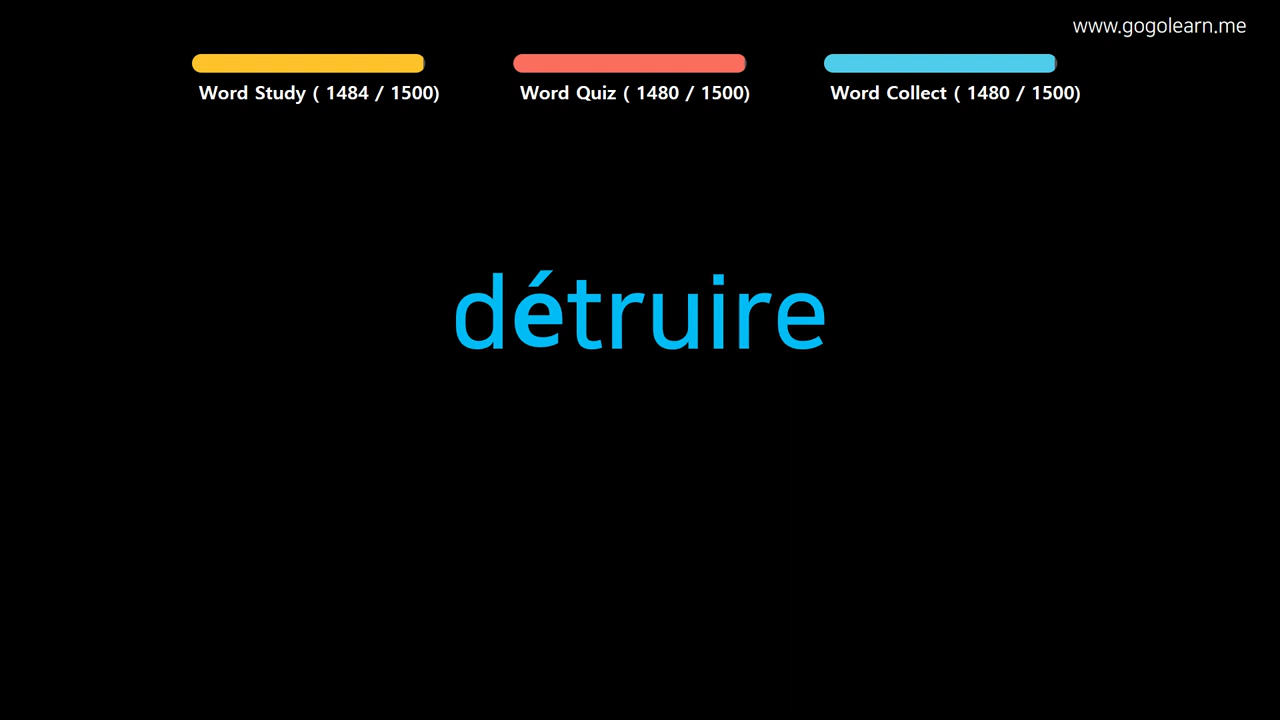 www.gogolearn.me
Word Study ( 1484 / 1500)
Word Quiz ( 1480 / 1500)
Word Collect ( 1480 / 1500)
détruire